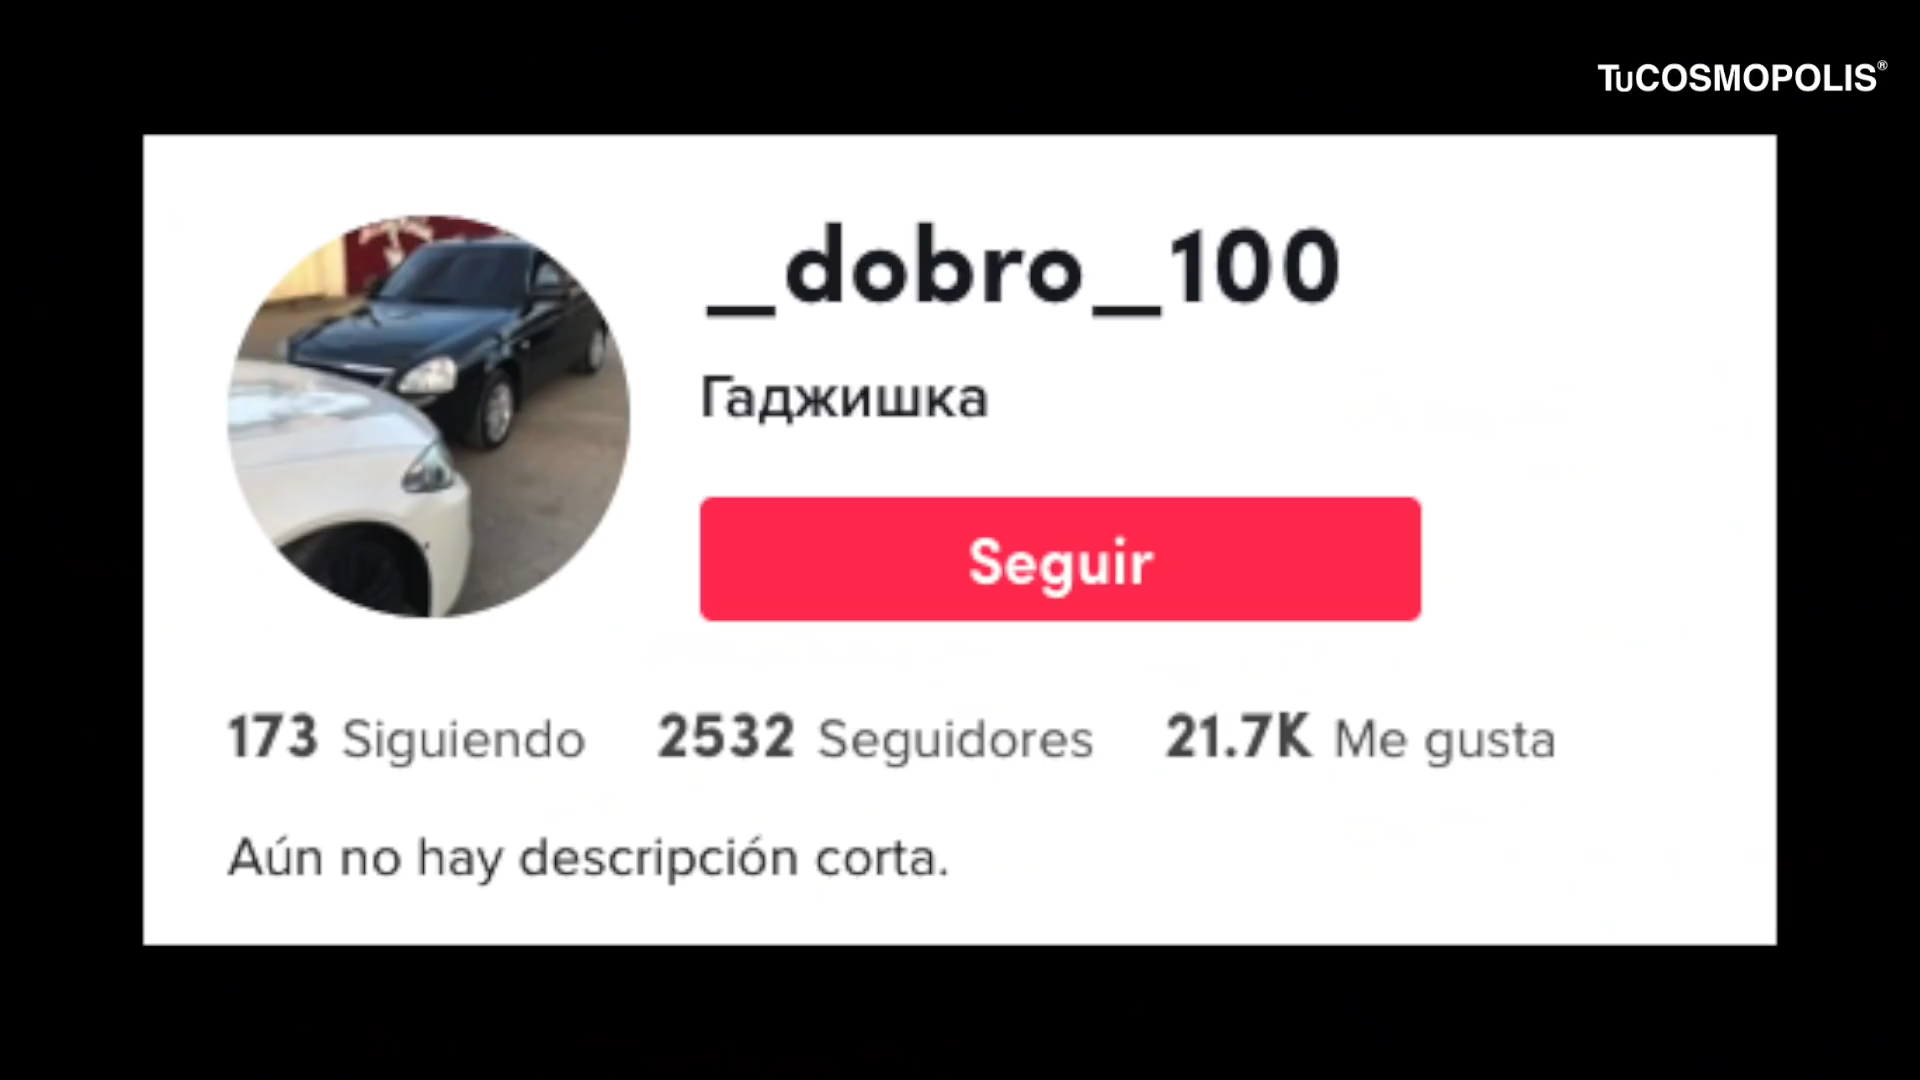 TuCOSMOPOLIS®
_dobro_100
Гаджишка
Seguir
173 Siguiendo 2532 Seguidores 21.7K Me gusta
Aún no hay descripción corta.